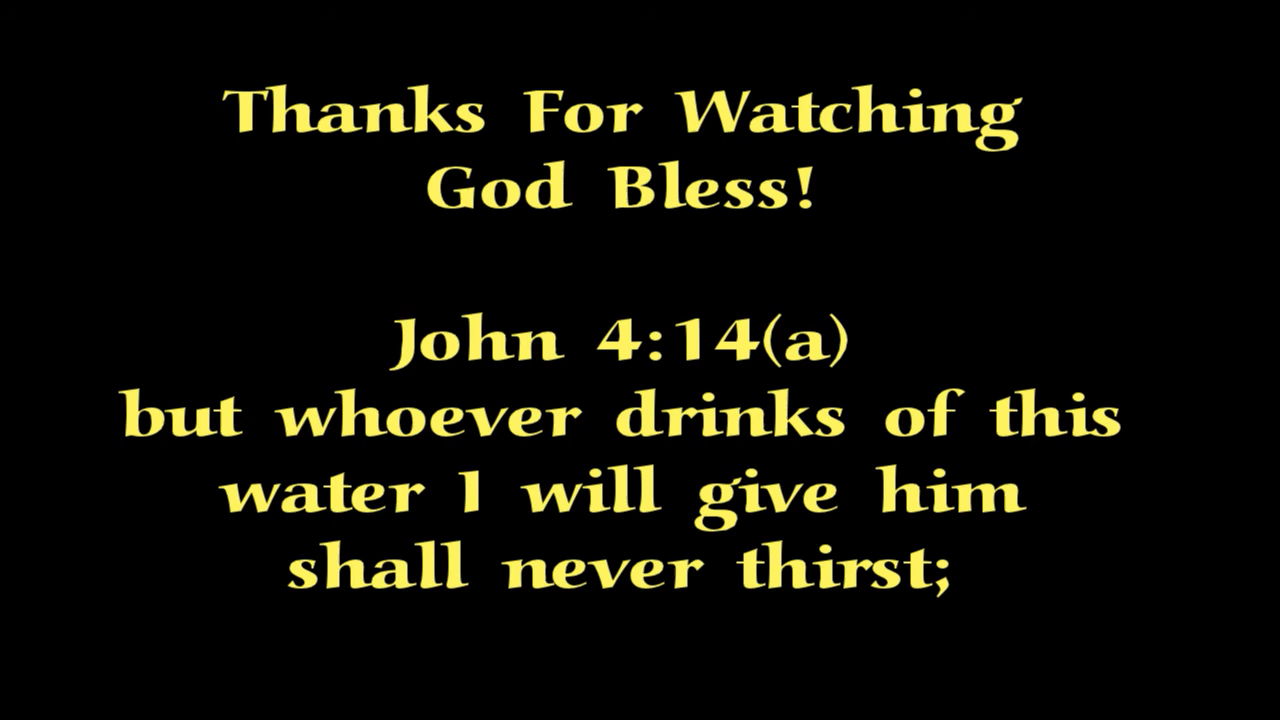 Thanks For Watching
God Bless!
John 4:14(a)
but whoever drinks of this
water I will give him
shall never thirst;